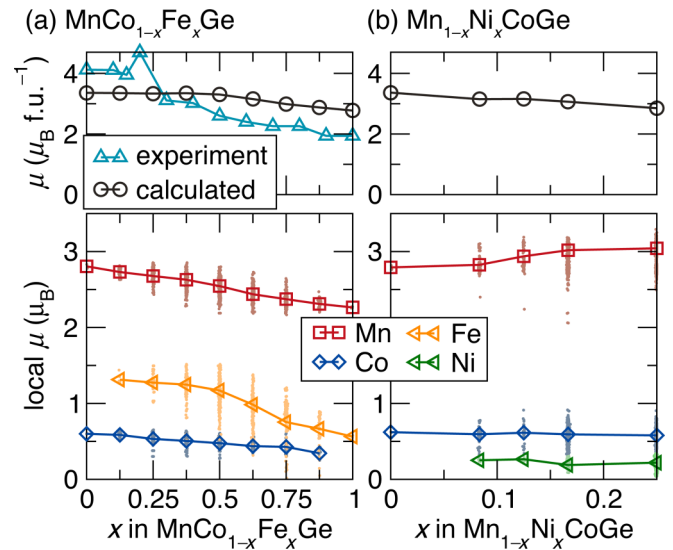 (a) MnCo₁₋ₓFeₓGe
(b) Mn₁₋ₓNiₓCoGe
μ (μ_B f.u.⁻¹)
4
2
0
experiment
calculated
4
2
0
local μ (μ_B)
3
2
1
0
3
2
1
0
Mn Fe
Co Ni
0 0.25 0.5 0.75 1
0 0.1 0.2
x in MnCo₁₋ₓFeₓGe
x in Mn₁₋ₓNiₓCoGe